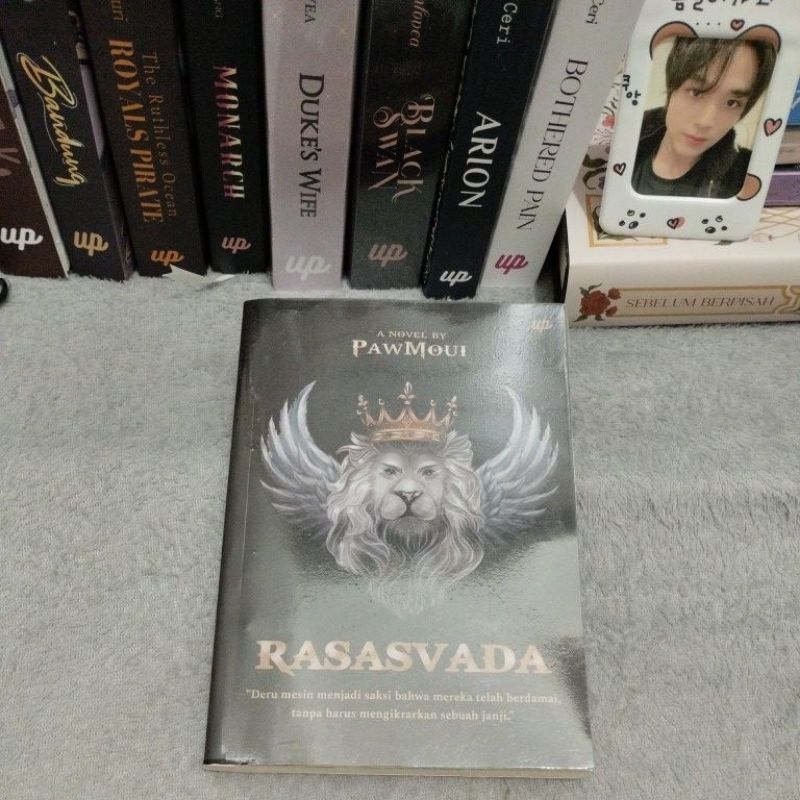 Bandung
up
The Ruthless Ocean
ROYALS PIRATE
up
MONARCH
up
DUKE'S WIFE
up
BLACK SWAN
up
Ceri
ARION
up
BOTHERED PAIN
up
SEBELUM BERPISAH
up
A NOVEL BY
PAWMOUI
RASASVADA
"Deru mesin menjadi saksi bahwa mereka telah berdamai,
tanpa harus mengikrarkan sebuah janji."